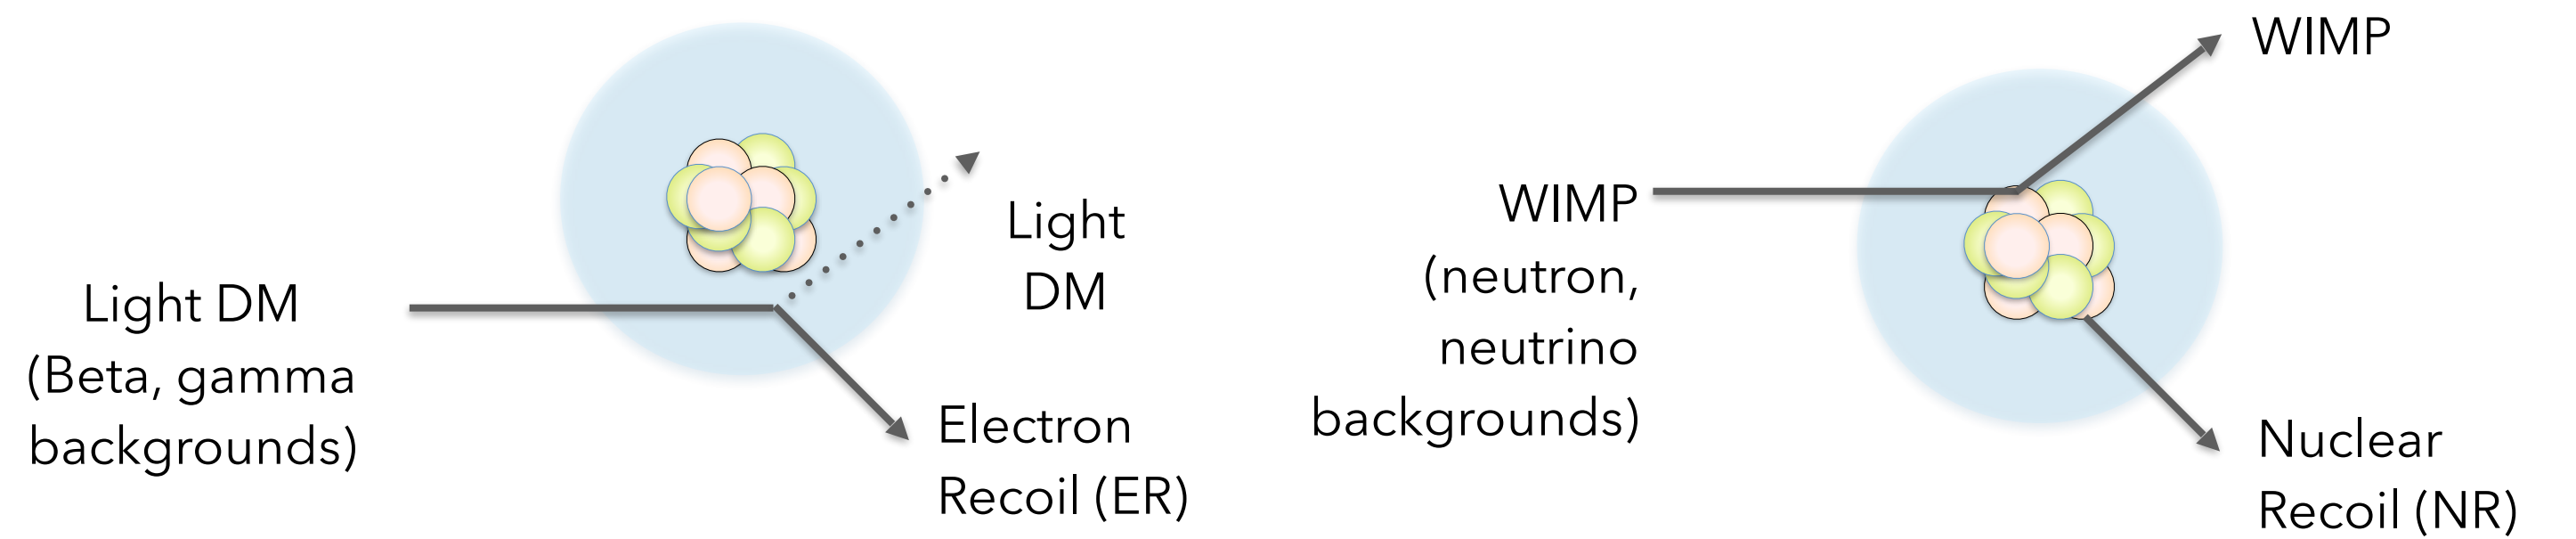 Light DM
(Beta, gamma
backgrounds)
Light
DM
Electron
Recoil (ER)
WIMP
(neutron,
neutrino
backgrounds)
WIMP
Nuclear
Recoil (NR)